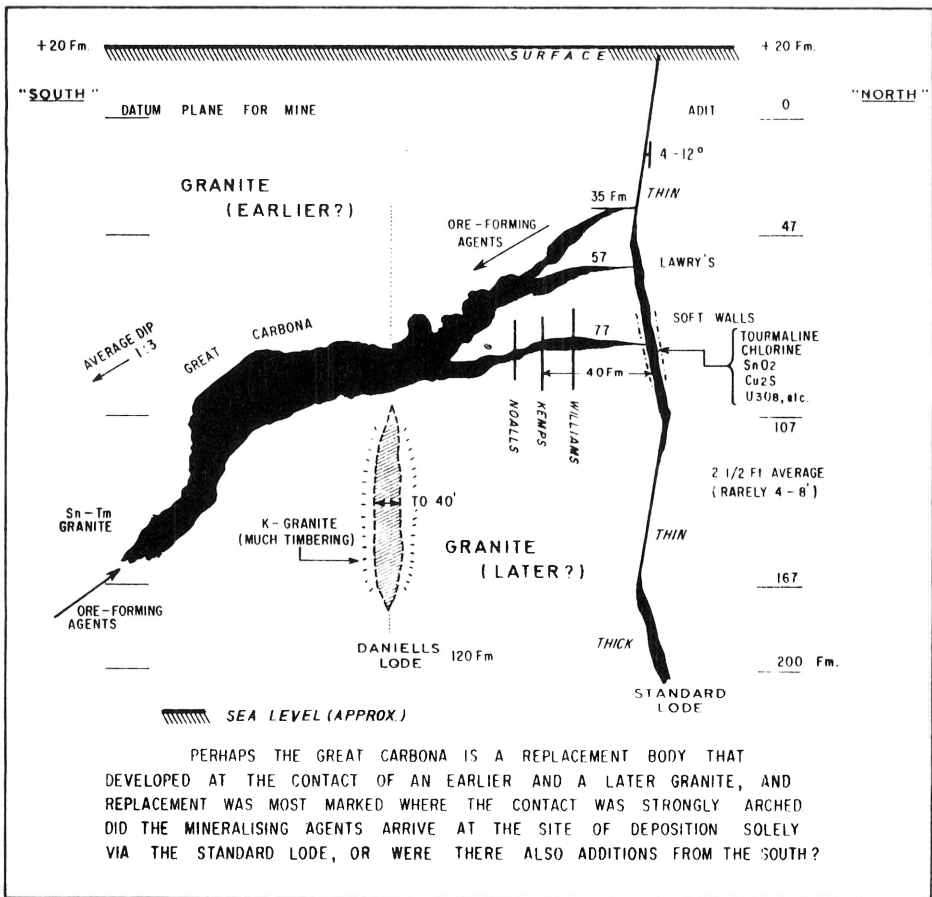 +20 Fm.
+ 20 Fm.
SURFACE
"SOUTH"
"NORTH"
DATUM PLANE FOR MINE
ADIT
0
4-12°
GRANITE
(EARLIER?)
THIN
35 Fm
ORE-FORMING
AGENTS
47
57
LAWRY'S
AVERAGE DIP
1:3
GREAT CARBONA
77
SOFT WALLS
TOURMALINE
CHLORINE
SnO2
Cu2S
U3O8, etc.
40 Fm
NOALLS
KEMPS
WILLIAMS
107
2 1/2 Ft AVERAGE
(RARELY 4-8')
TO 40'
Sn-Tm
GRANITE
K-GRANITE
(MUCH TIMBERING)
GRANITE
(LATER?)
THIN
167
ORE-FORMING
AGENTS
THICK
DANIELLS
LODE
120 Fm
200 Fm.
STANDARD
LODE
SEA LEVEL (APPROX.)
PERHAPS THE GREAT CARBONA IS A REPLACEMENT BODY THAT
DEVELOPED AT THE CONTACT OF AN EARLIER AND A LATER GRANITE, AND
REPLACEMENT WAS MOST MARKED WHERE THE CONTACT WAS STRONGLY ARCHED
DID THE MINERALISING AGENTS ARRIVE AT THE SITE OF DEPOSITION SOLELY
VIA THE STANDARD LODE, OR WERE THERE ALSO ADDITIONS FROM THE SOUTH?